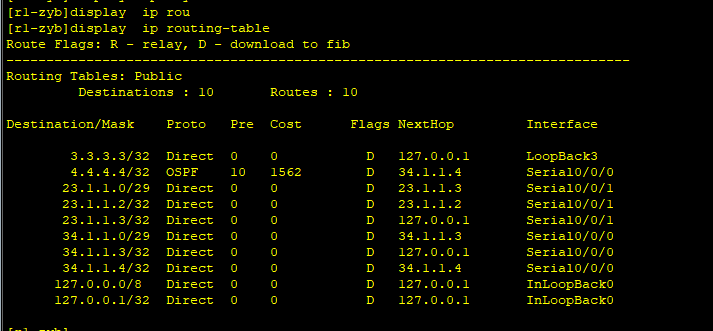 [r1-zyb]display  ip rou
[r1-zyb]display  ip routing-table
Route Flags: R - relay, D - download to fib
------------------------------------------------------------------------------
Routing Tables: Public
         Destinations : 10       Routes : 10

Destination/Mask    Proto   Pre  Cost      Flags NextHop         Interface

        3.3.3.3/32  Direct  0    0           D   127.0.0.1       LoopBack3
        4.4.4.4/32  OSPF    10   1562        D   34.1.1.4        Serial0/0/0
       23.1.1.0/29  Direct  0    0           D   23.1.1.3        Serial0/0/1
       23.1.1.2/32  Direct  0    0           D   23.1.1.2        Serial0/0/1
       23.1.1.3/32  Direct  0    0           D   127.0.0.1       Serial0/0/1
       34.1.1.0/29  Direct  0    0           D   34.1.1.3        Serial0/0/0
       34.1.1.3/32  Direct  0    0           D   127.0.0.1       Serial0/0/0
       34.1.1.4/32  Direct  0    0           D   34.1.1.4        Serial0/0/0
      127.0.0.0/8   Direct  0    0           D   127.0.0.1       InLoopBack0
      127.0.0.1/32  Direct  0    0           D   127.0.0.1       InLoopBack0